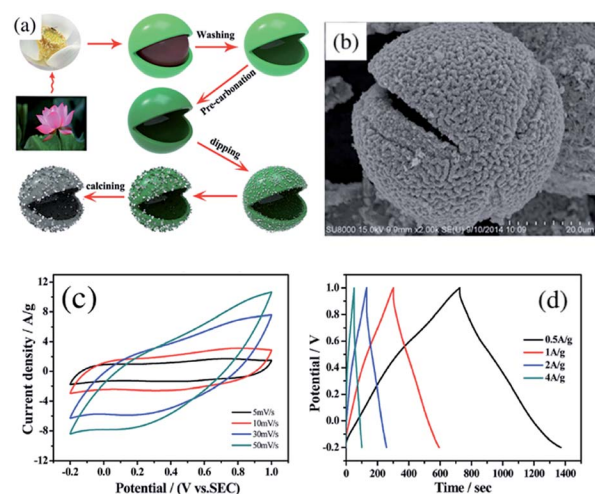 (a)
Washing
Pre-carbonation
dipping
calcining
(b)
SU8000 15.0kV 9.9mm x2.00k SE(U) 9/10/2014 10:09
20.0um
(c)
Current density / A/g
12
8
4
0
-4
-8
-12
-0.2 0.0 0.2 0.4 0.6 0.8 1.0
Potential / (V vs.SEC)
5mV/s
10mV/s
30mV/s
50mV/s
(d)
Potential / V
1.0
0.8
0.6
0.4
0.2
0.0
-0.2
0 200 400 600 800 1000 1200 1400
Time / sec
0.5A/g
1A/g
2A/g
4A/g